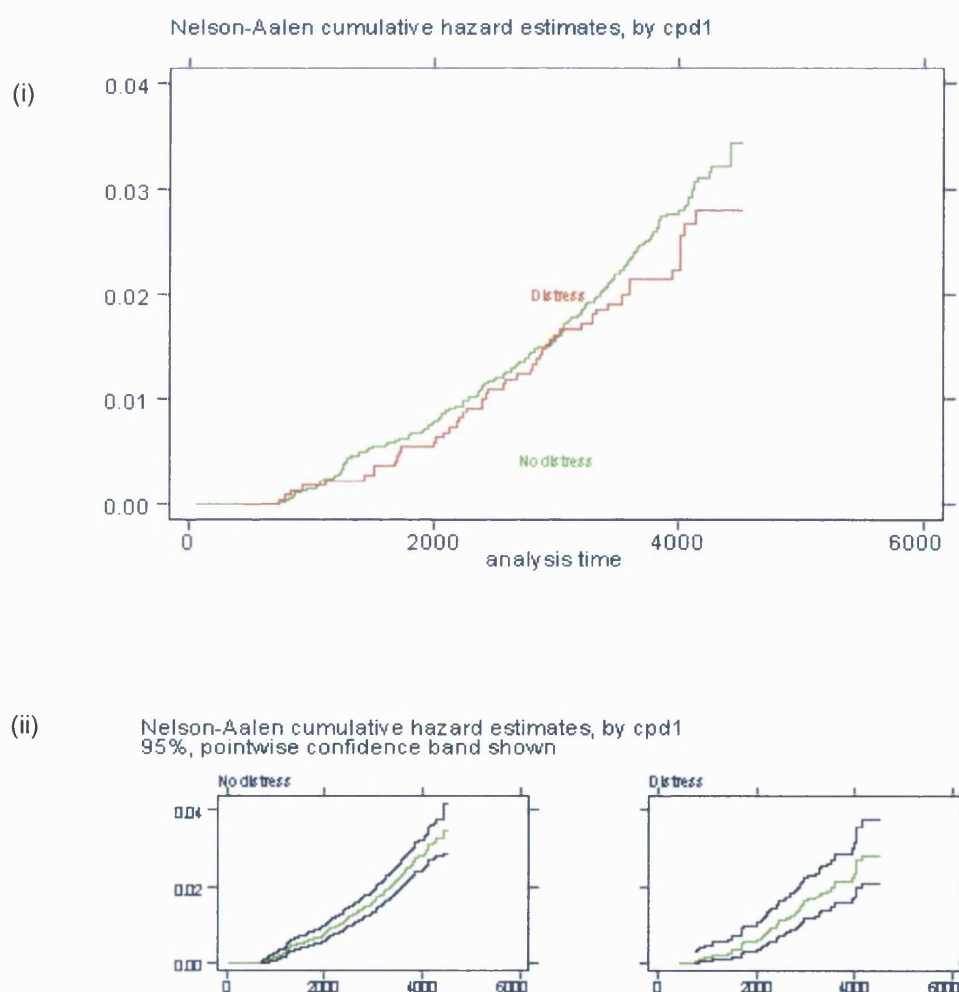 Nelson-Aalen cumulative hazard estimates, by cpd1
(i)
0.04
0.03
0.02
0.01
0.00
Distress
No distress
0 2000 4000 6000
analysis time
(ii)
Nelson-Aalen cumulative hazard estimates, by cpd1
95%, pointwise confidence band shown
No distress Distress
0.04
0.02
0.00
0 2000 4000 6000 0 2000 4000 6000